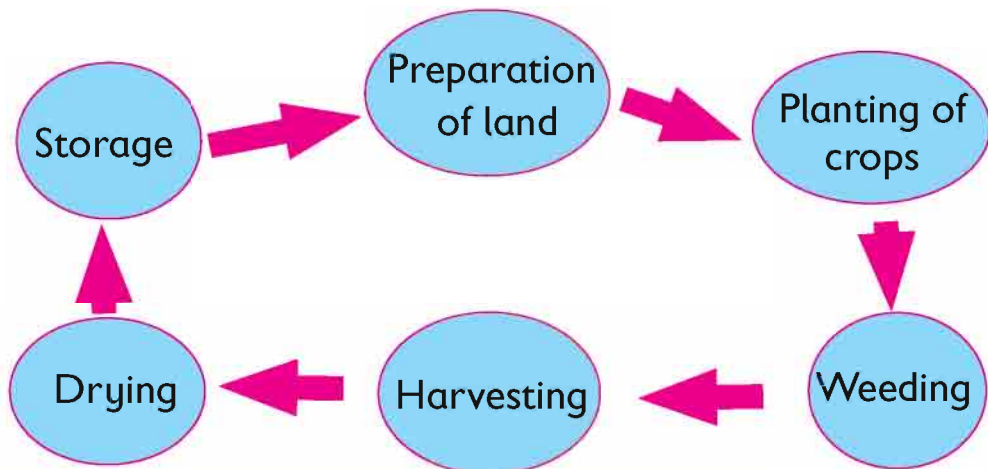 Preparation
of land
Planting of
crops
Weeding
Harvesting
Drying
Storage